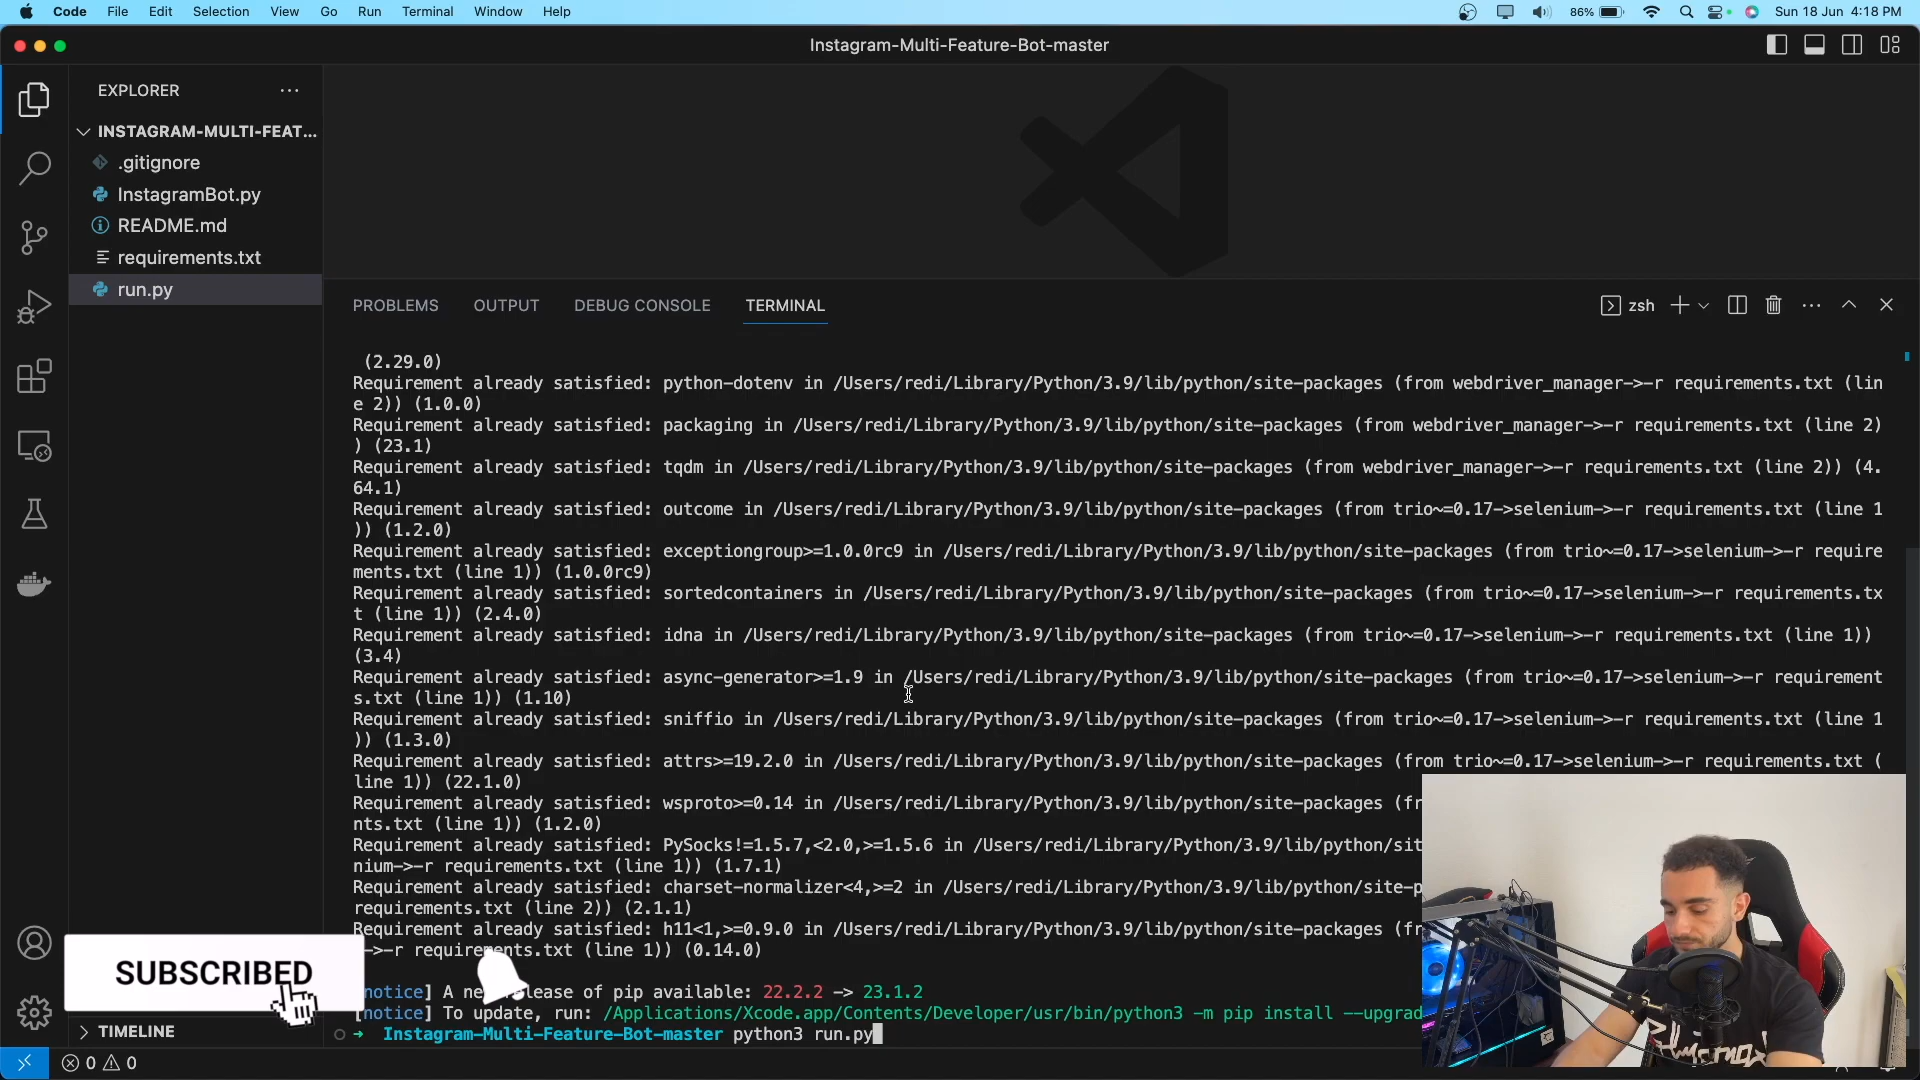 Code File Edit Selection View Go Run Terminal Window Help 86% Sun 18 Jun 4:18 PM
Instagram-Multi-Feature-Bot-master
EXPLORER
INSTAGRAM-MULTI-FEAT...
.gitignore
InstagramBot.py
README.md
requirements.txt
run.py
PROBLEMS OUTPUT DEBUG CONSOLE TERMINAL zsh
(2.29.0)
Requirement already satisfied: python-dotenv in /Users/redi/Library/Python/3.9/lib/python/site-packages (from webdriver_manager->-r requirements.txt (lin
e 2)) (1.0.0)
Requirement already satisfied: packaging in /Users/redi/Library/Python/3.9/lib/python/site-packages (from webdriver_manager->-r requirements.txt (line 2)
) (23.1)
Requirement already satisfied: tqdm in /Users/redi/Library/Python/3.9/lib/python/site-packages (from webdriver_manager->-r requirements.txt (line 2)) (4.
64.1)
Requirement already satisfied: outcome in /Users/redi/Library/Python/3.9/lib/python/site-packages (from trio~=0.17->selenium->-r requirements.txt (line 1
)) (1.2.0)
Requirement already satisfied: exceptiongroup>=1.0.0rc9 in /Users/redi/Library/Python/3.9/lib/python/site-packages (from trio~=0.17->selenium->-r require
ments.txt (line 1)) (1.0.0rc9)
Requirement already satisfied: sortedcontainers in /Users/redi/Library/Python/3.9/lib/python/site-packages (from trio~=0.17->selenium->-r requirements.tx
t (line 1)) (2.4.0)
Requirement already satisfied: idna in /Users/redi/Library/Python/3.9/lib/python/site-packages (from trio~=0.17->selenium->-r requirements.txt (line 1))
(3.4)
Requirement already satisfied: async-generator>=1.9 in /Users/redi/Library/Python/3.9/lib/python/site-packages (from trio~=0.17->selenium->-r requirement
s.txt (line 1)) (1.10)
Requirement already satisfied: sniffio in /Users/redi/Library/Python/3.9/lib/python/site-packages (from trio~=0.17->selenium->-r requirements.txt (line 1
)) (1.3.0)
Requirement already satisfied: attrs>=19.2.0 in /Users/redi/Library/Python/3.9/lib/python/site-packages (from trio~=0.17->selenium->-r requirements.txt (
line 1)) (22.1.0)
Requirement already satisfied: wsproto>=0.14 in /Users/redi/Library/Python/3.9/lib/python/site-packages (fr
nts.txt (line 1)) (1.2.0)
Requirement already satisfied: PySocks!=1.5.7,<2.0,>=1.5.6 in /Users/redi/Library/Python/3.9/lib/python/sit
nium->-r requirements.txt (line 1)) (1.7.1)
Requirement already satisfied: charset-normalizer<4,>=2 in /Users/redi/Library/Python/3.9/lib/python/site-p
requirements.txt (line 2)) (2.1.1)
Requirement already satisfied: h11<1,>=0.9.0 in /Users/redi/Library/Python/3.9/lib/python/site-packages (fr
->-r requirements.txt (line 1)) (0.14.0)
SUBSCRIBED
notice] A ne lease of pip available: 22.2.2 -> 23.1.2
[notice] To update, run: /Applications/Xcode.app/Contents/Developer/usr/bin/python3 -m pip install --upgrad
TIMELINE
Instagram-Multi-Feature-Bot-master python3 run.py
0 0